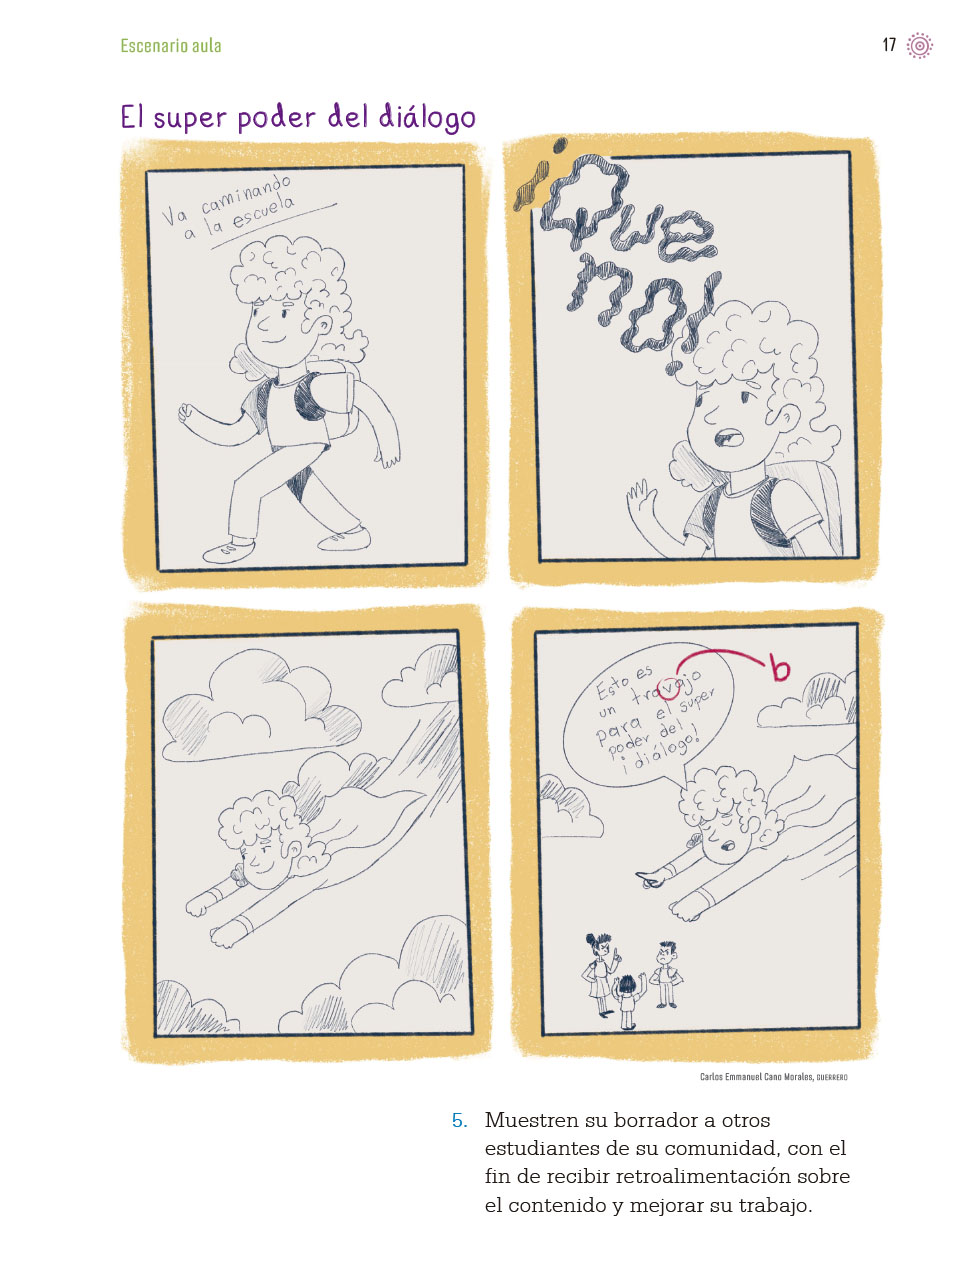 Escenario aula
17
El super poder del diálogo
Va caminando
a la escuela
¡Que
no!
Esto es
un travajo
para el super
poder del
¡diálogo!
b
Carlos Emmanuel Cano Morales, GUERRERO
5. Muestren su borrador a otros
estudiantes de su comunidad, con el
fin de recibir retroalimentación sobre
el contenido y mejorar su trabajo.